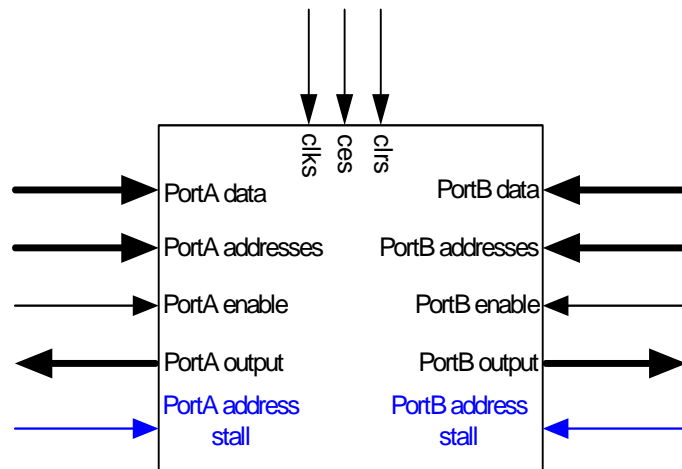 clks
ces
clrs
PortA data
PortB data
PortA addresses
PortB addresses
PortA enable
PortB enable
PortA output
PortB output
PortA address
stall
PortB address
stall